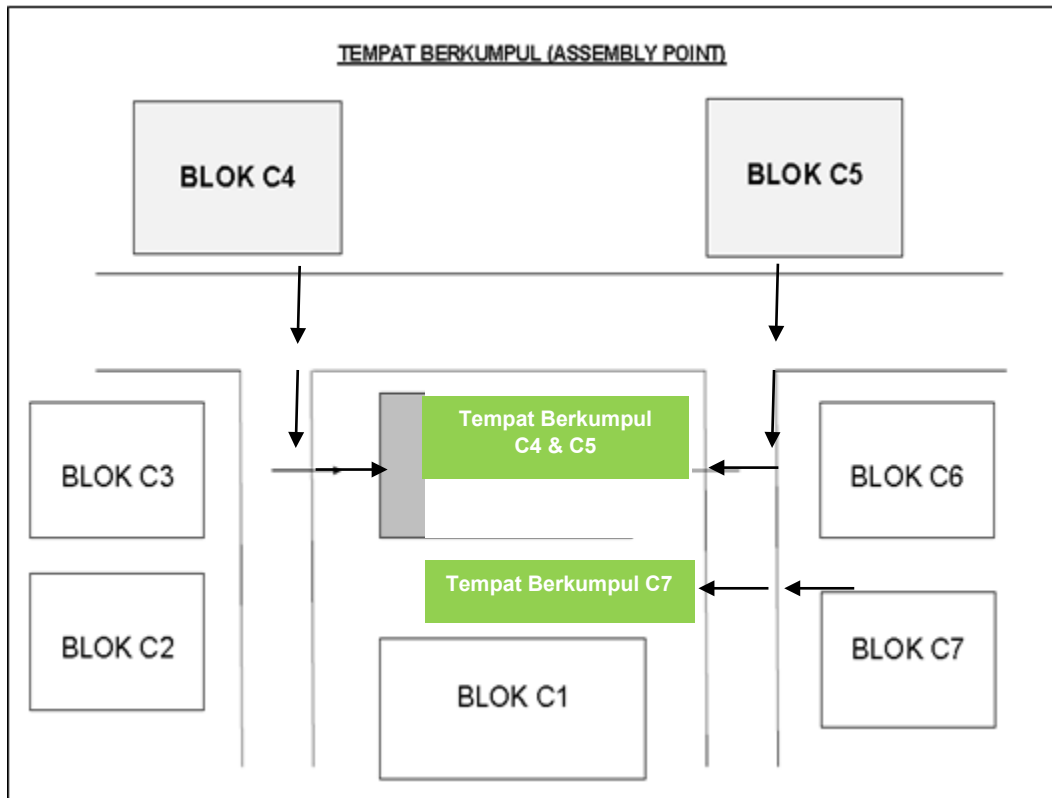 TEMPAT BERKUMPUL (ASSEMBLY POINT)
BLOK C4
BLOK C5
Tempat Berkumpul
C4 & C5
BLOK C3
BLOK C6
Tempat Berkumpul C7
BLOK C2
BLOK C7
BLOK C1